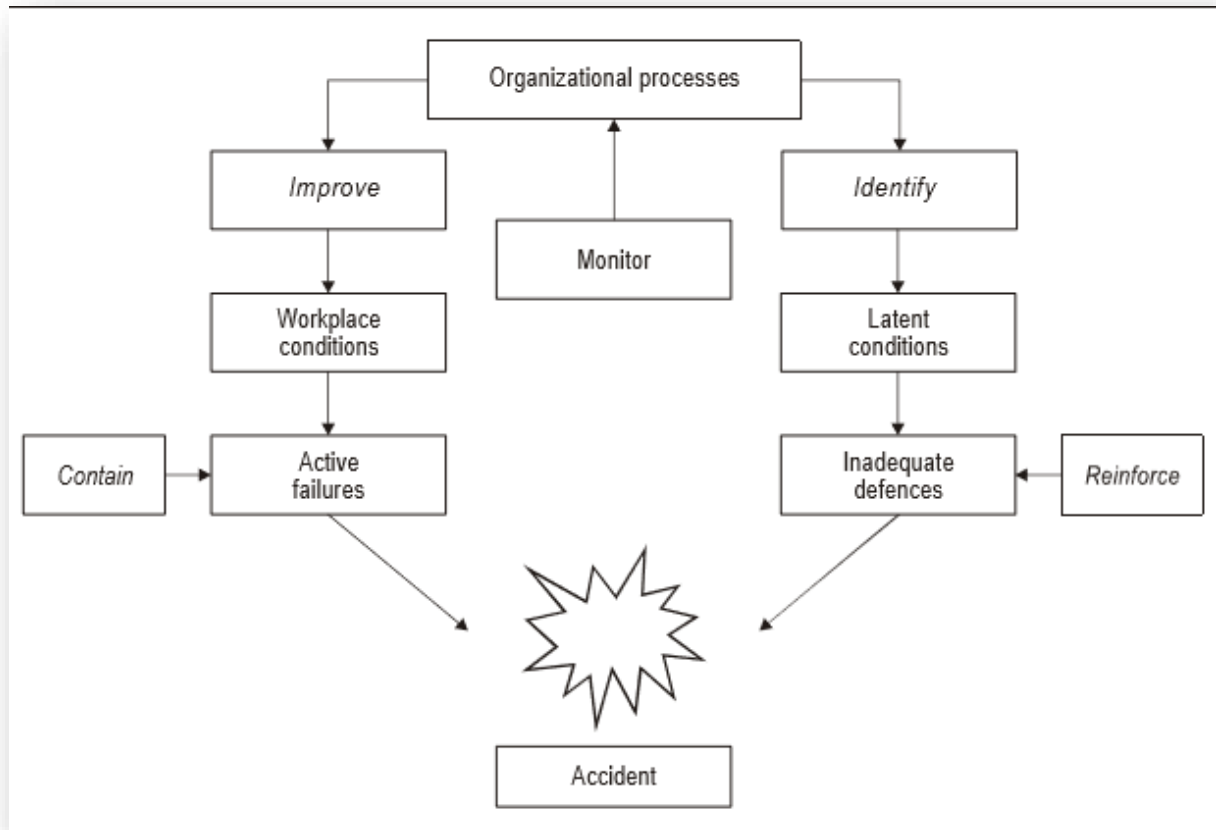 Organizational processes
Improve
Identify
Monitor
Workplace
conditions
Latent
conditions
Contain
Active
failures
Inadequate
defences
Reinforce
Accident